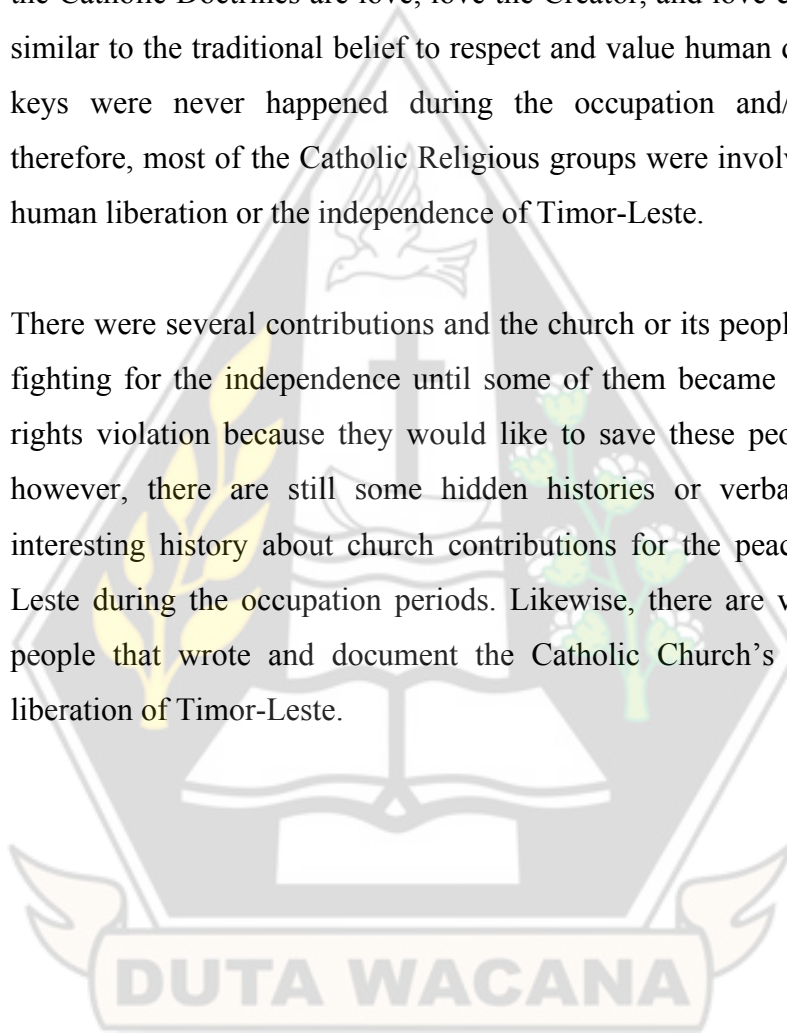 the Catholic Doctrines are love, love the Creator, and love
similar to the traditional belief to respect and value human
keys were never happened during the occupation and/
therefore, most of the Catholic Religious groups were
human liberation or the independence of Timor-Leste.
There were several contributions and the church or its
fighting for the independence until some of them became
rights violation because they would like to save these
however, there are still some hidden histories or
interesting history about church contributions for the
Leste during the occupation periods. Likewise, there are
people that wrote and document the Catholic Church's
liberation of Timor-Leste.
DUTA WACANA